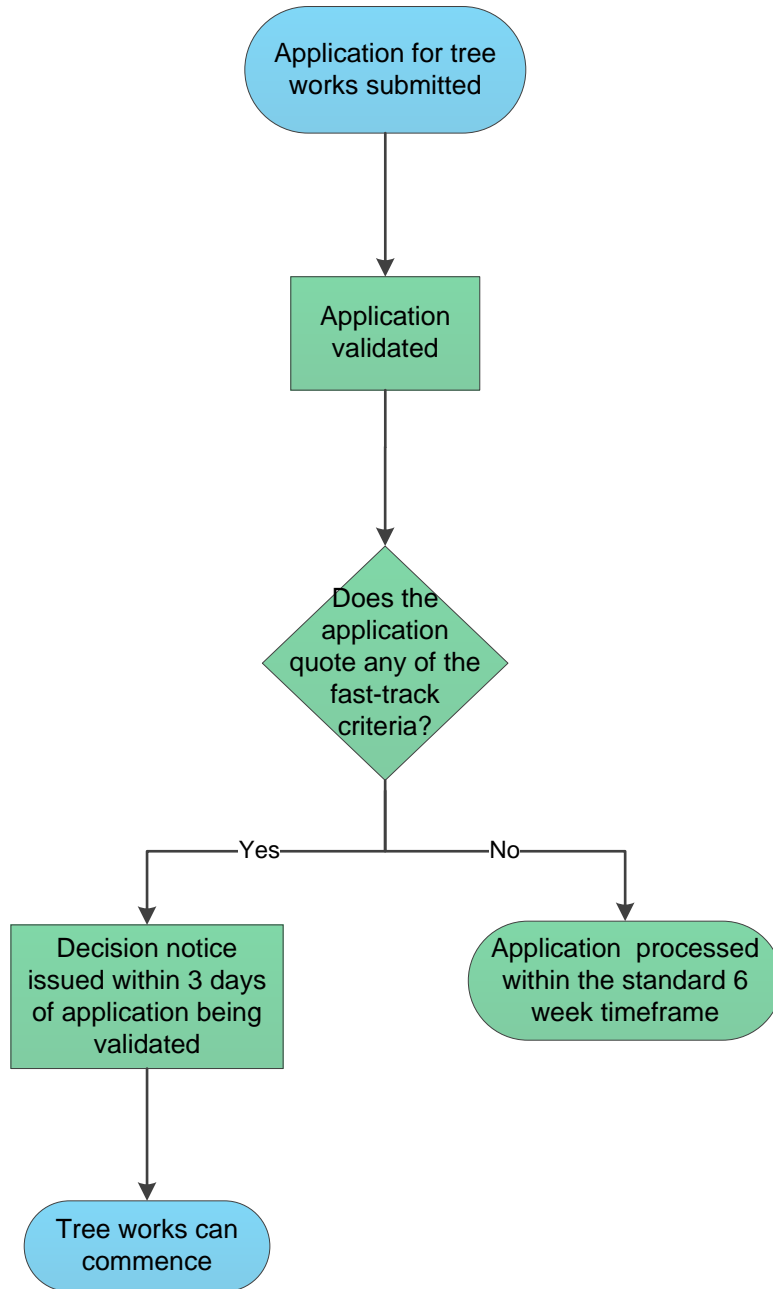 Application for tree
works submitted
Application
validated
Does the
application
quote any of the
fast-track
criteria?
Yes
No
Decision notice
issued within 3 days
of application being
validated
Application  processed
within the standard 6
week timeframe
Tree works can
commence